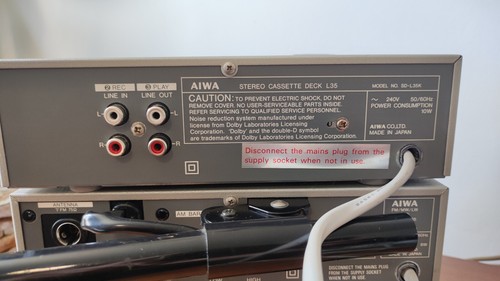 ② REC
LINE IN
③ PLAY
LINE OUT
L
L
R
R
AIWA STEREO CASSETTE DECK L35
MODEL NO. SD-L35K
CAUTION: TO PREVENT ELECTRIC SHOCK, DO NOT
REMOVE COVER. NO USER-SERVICEABLE PARTS INSIDE.
REFER SERVICING TO QUALIFIED SERVICE PERSONNEL.
Noise reduction system manufactured under
license from Dolby Laboratories Licensing
Corporation. 'Dolby' and the double-D symbol
are trademarks of Dolby Laboratories Licensing
Corporation.
~ 240V 50/60Hz
POWER CONSUMPTION
10W
AIWA CO.,LTD.
MADE IN JAPAN
Disconnect the mains plug from the
supply socket when not in use.
ANTENNA
FM 75Ω
AM BAR
AIWA
LOW
HIGH
DISCONNECT THE MAINS PLUG
FROM THE SUPPLY SOCKET
WHEN NOT IN USE